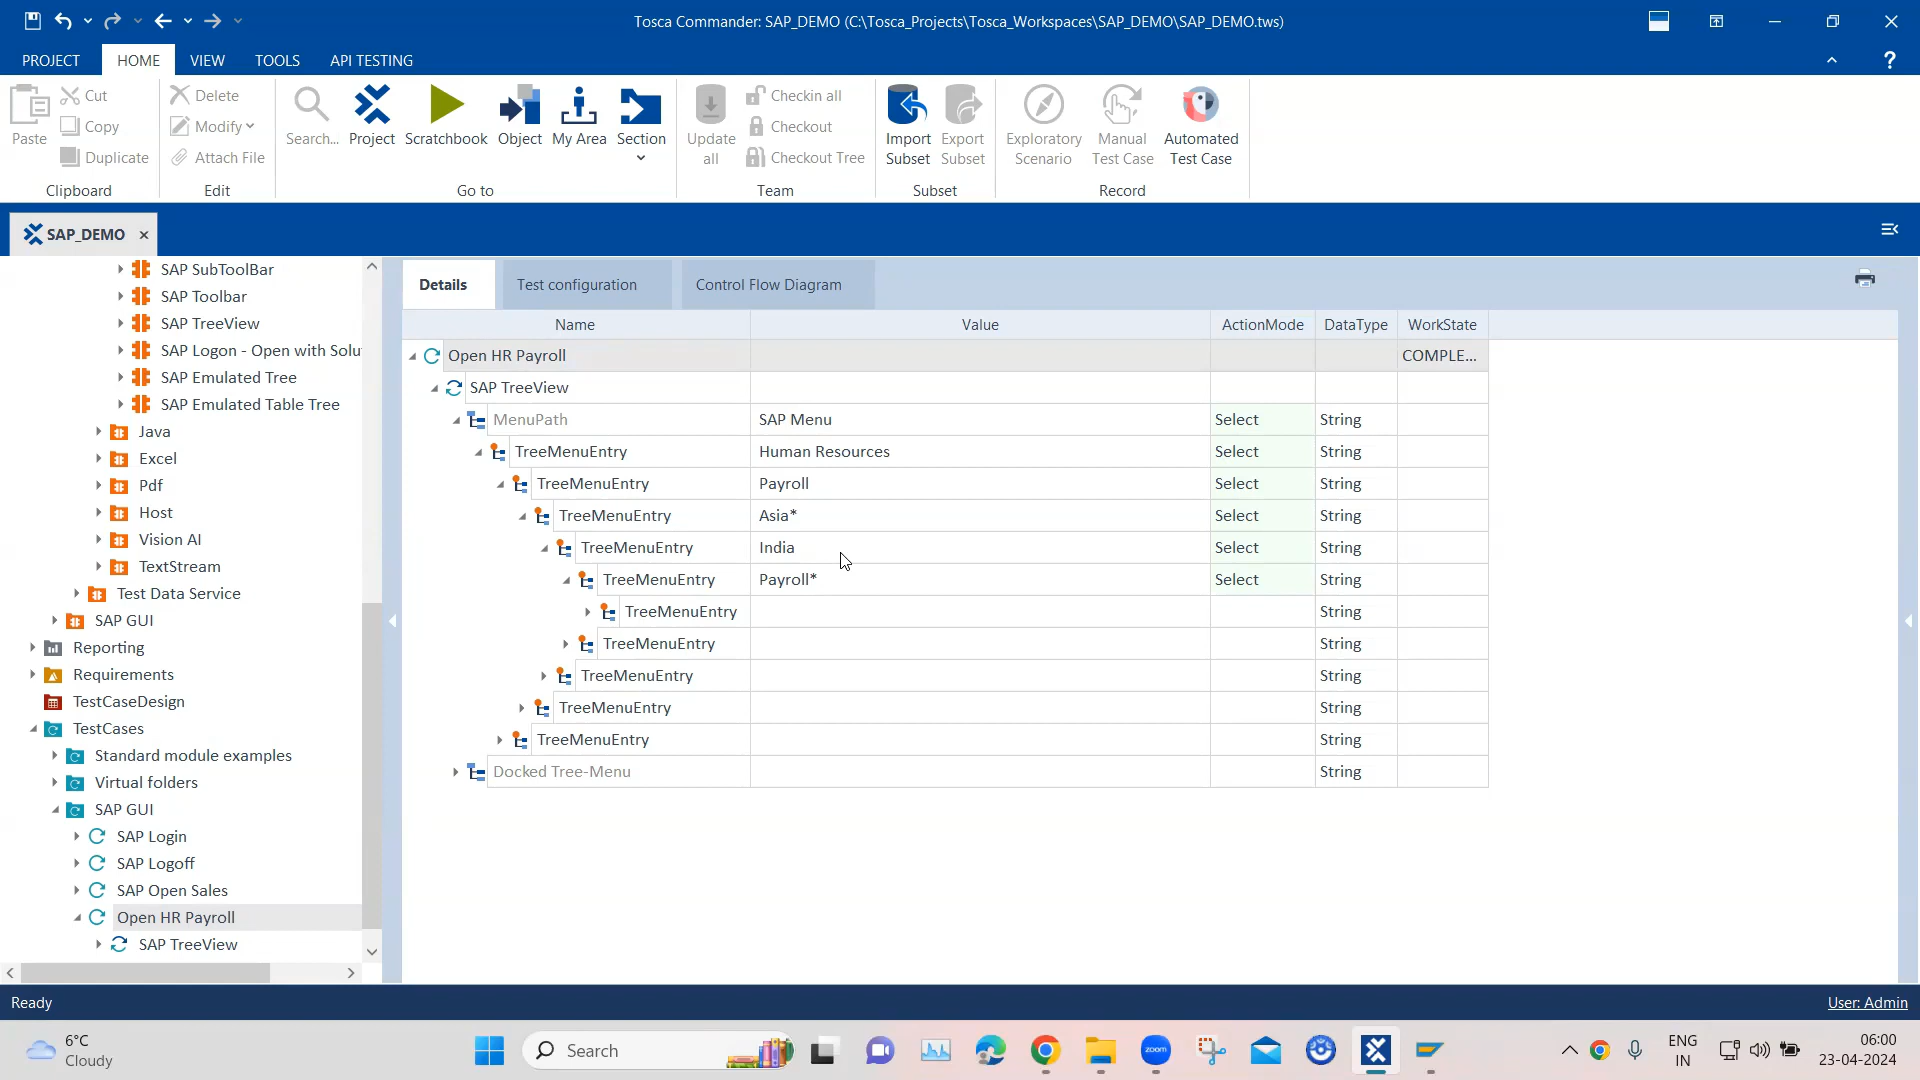 Tosca Commander: SAP_DEMO (C:\Tosca_Projects\Tosca_Workspaces\SAP_DEMO\SAP_DEMO.tws)
PROJECT HOME VIEW TOOLS API TESTING
Paste
Cut
Copy
Duplicate
Clipboard
Delete
Modify
Attach File
Edit
Search...
Project
Scratchbook
Object
My Area
Section
Go to
Update all
Checkin all
Checkout
Checkout Tree
Team
Import Subset
Export Subset
Subset
Exploratory Scenario
Manual Test Case
Automated Test Case
Record
SAP_DEMO
SAP SubToolBar
SAP Toolbar
SAP TreeView
SAP Logon - Open with Solu
SAP Emulated Tree
SAP Emulated Table Tree
Java
Excel
Pdf
Host
Vision AI
TextStream
Test Data Service
SAP GUI
Reporting
Requirements
TestCaseDesign
TestCases
Standard module examples
Virtual folders
SAP GUI
SAP Login
SAP Logoff
SAP Open Sales
Open HR Payroll
SAP TreeView
Details Test configuration Control Flow Diagram
Name Value ActionMode DataType WorkState
Open HR Payroll COMPLE...
SAP TreeView
MenuPath SAP Menu Select String
TreeMenuEntry Human Resources Select String
TreeMenuEntry Payroll Select String
TreeMenuEntry Asia* Select String
TreeMenuEntry India Select String
TreeMenuEntry Payroll* Select String
TreeMenuEntry String
TreeMenuEntry String
TreeMenuEntry String
TreeMenuEntry String
TreeMenuEntry String
Docked Tree-Menu String
Ready User: Admin
6°C
Cloudy
Search
zoom
ENG
IN
06:00
23-04-2024